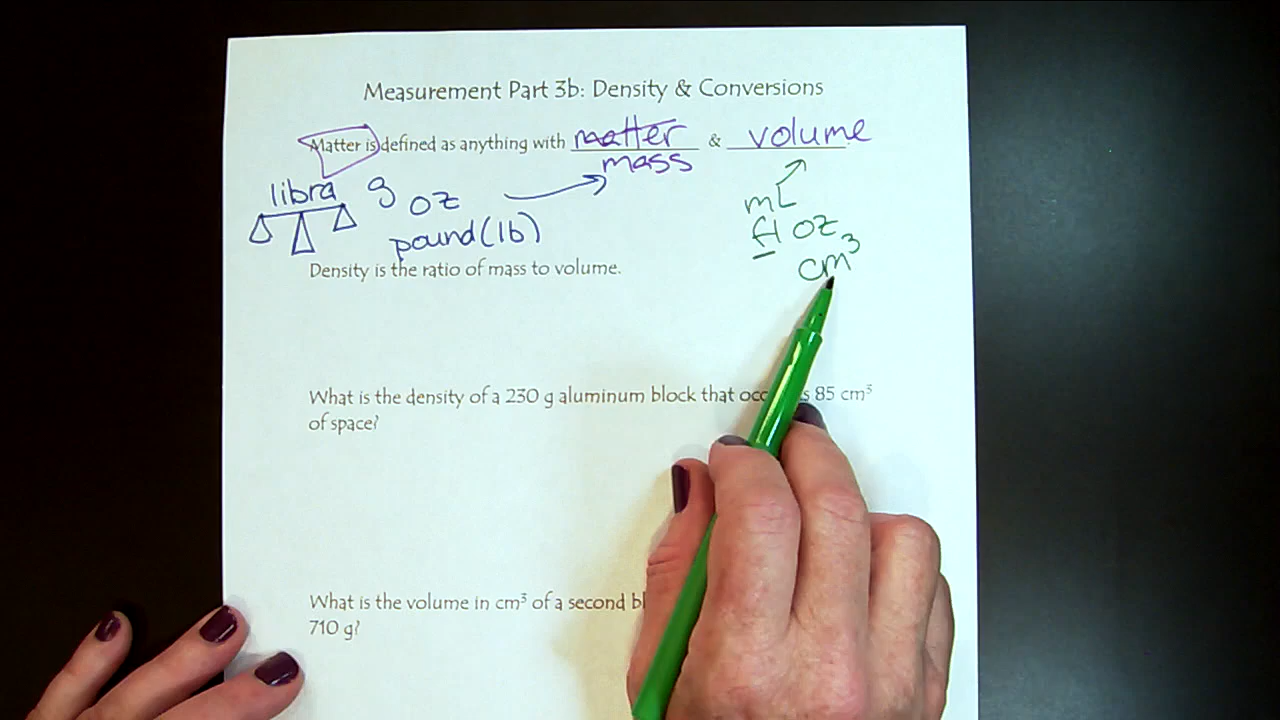 Measurement Part 3b: Density & Conversions
Matter is defined as anything with matter & volume
mass
libra g oz
mL
pound (lb)
fl oz
cm³
Density is the ratio of mass to volume.
What is the density of a 230 g aluminum block that 85 cm³
of space?
What is the volume in cm³ of a second
710 g?